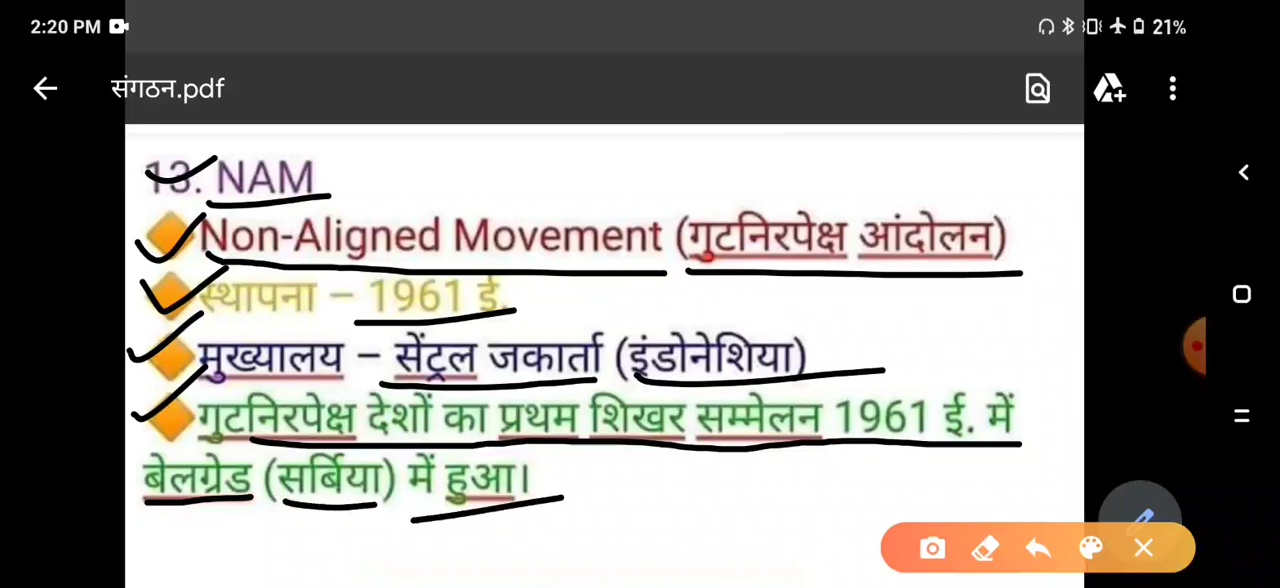 2:20 PM 21%
संगठन.pdf
13. NAM
Non-Aligned Movement (गुटनिरपेक्ष आंदोलन)
स्थापना – 1961 ई.
मुख्यालय – सेंट्रल जकार्ता (इंडोनेशिया)
गुटनिरपेक्ष देशों का प्रथम शिखर सम्मेलन 1961 ई. में
बेलग्रेड (सर्बिया) में हुआ।